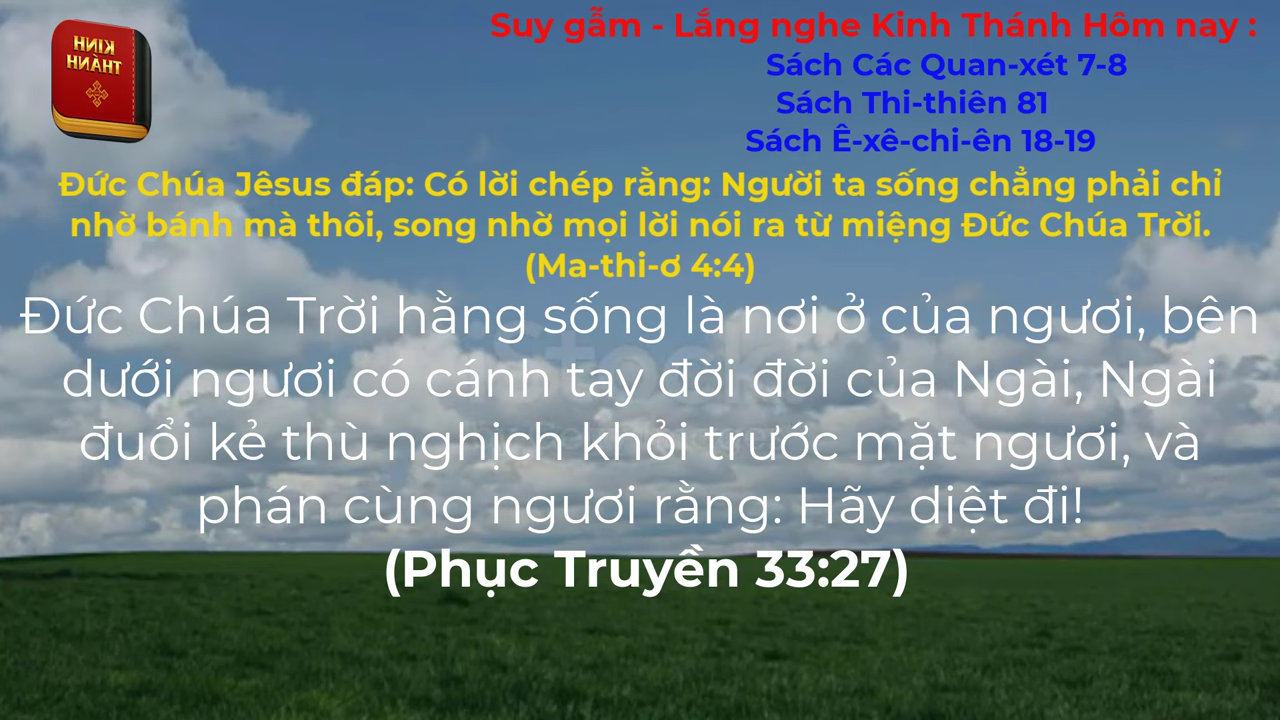 KINH
THÁNH
Suy gẫm - Lắng nghe Kinh Thánh Hôm nay :
Sách Các Quan-xét 7-8
Sách Thi-thiên 81
Sách Ê-xê-chi-ên 18-19
Đức Chúa Jêsus đáp: Có lời chép rằng: Người ta sống chẳng phải chỉ
nhờ bánh mà thôi, song nhờ mọi lời nói ra từ miệng Đức Chúa Trời.
(Ma-thi-ơ 4:4)
Đức Chúa Trời hằng sống là nơi ở của ngươi, bên
dưới ngươi có cánh tay đời đời của Ngài, Ngài
đuổi kẻ thù nghịch khỏi trước mặt ngươi, và
phán cùng ngươi rằng: Hãy diệt đi!
(Phục Truyền 33:27)